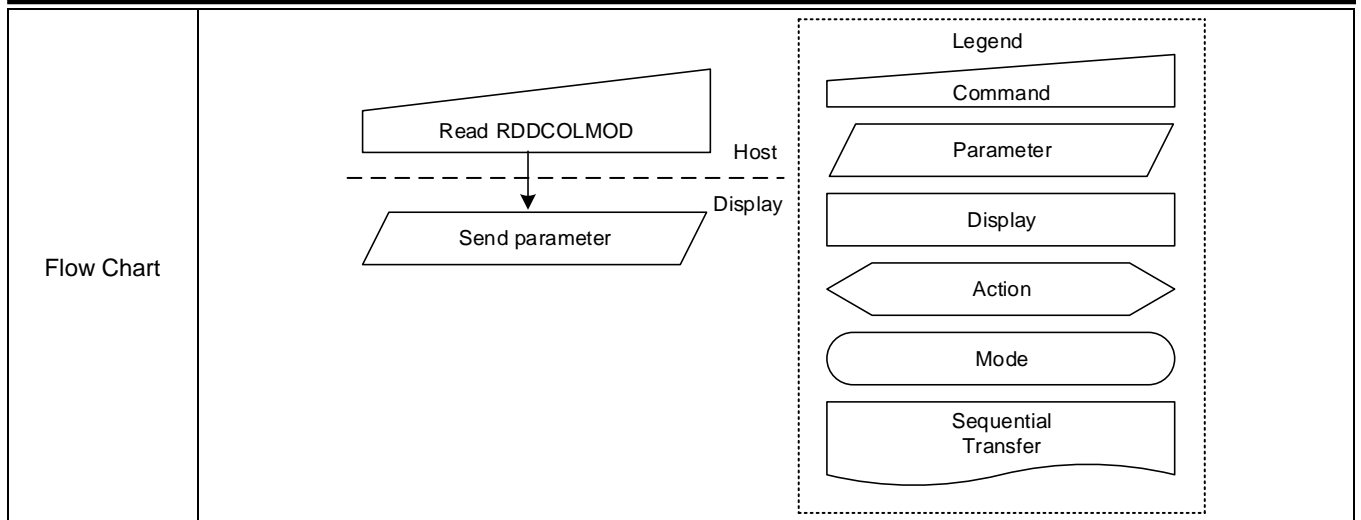 Flow Chart
Read RDDCOLMOD
Host
Display
Send parameter
Legend
Command
Parameter
Display
Action
Mode
Sequential
Transfer